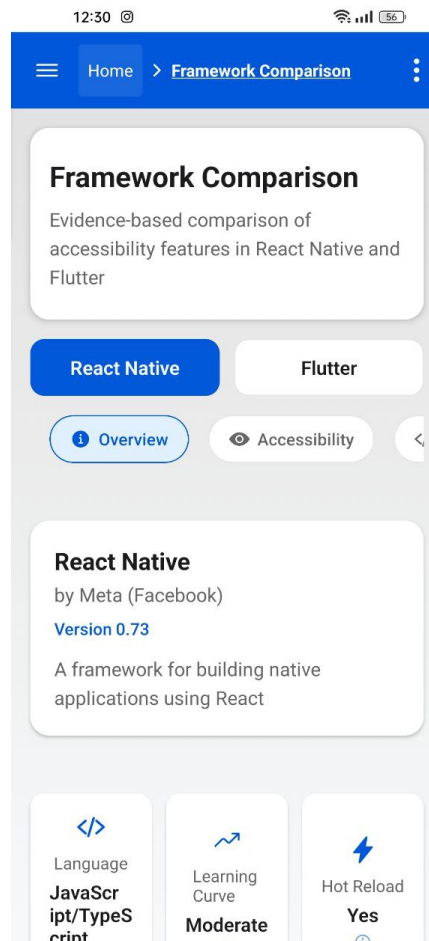 12:30
56
Home > Framework Comparison
Framework Comparison
Evidence-based comparison of
accessibility features in React Native and
Flutter
React Native
Flutter
Overview
Accessibility
React Native
by Meta (Facebook)
Version 0.73
A framework for building native
applications using React
</>
Language
JavaScr
ipt/TypeS
cript
Learning
Curve
Moderate
Hot Reload
Yes